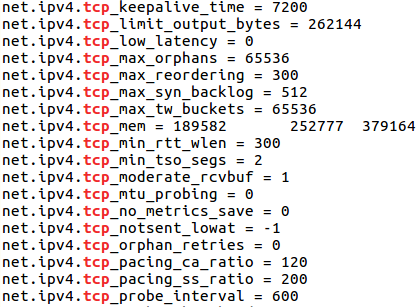 net.ipv4.tcp_keepalive_time = 7200
net.ipv4.tcp_limit_output_bytes = 262144
net.ipv4.tcp_low_latency = 0
net.ipv4.tcp_max_orphans = 65536
net.ipv4.tcp_max_reordering = 300
net.ipv4.tcp_max_syn_backlog = 512
net.ipv4.tcp_max_tw_buckets = 65536
net.ipv4.tcp_mem = 189582	252777	379164
net.ipv4.tcp_min_rtt_wlen = 300
net.ipv4.tcp_min_tso_segs = 2
net.ipv4.tcp_moderate_rcvbuf = 1
net.ipv4.tcp_mtu_probing = 0
net.ipv4.tcp_no_metrics_save = 0
net.ipv4.tcp_notsent_lowat = -1
net.ipv4.tcp_orphan_retries = 0
net.ipv4.tcp_pacing_ca_ratio = 120
net.ipv4.tcp_pacing_ss_ratio = 200
net.ipv4.tcp_probe_interval = 600